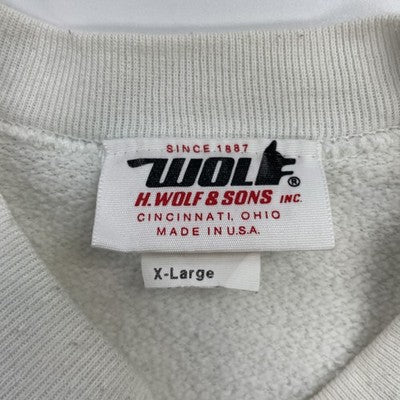 SINCE 1887
WOLF®
H. WOLF & SONS INC.
CINCINNATI, OHIO
MADE IN U.S.A.
X-Large